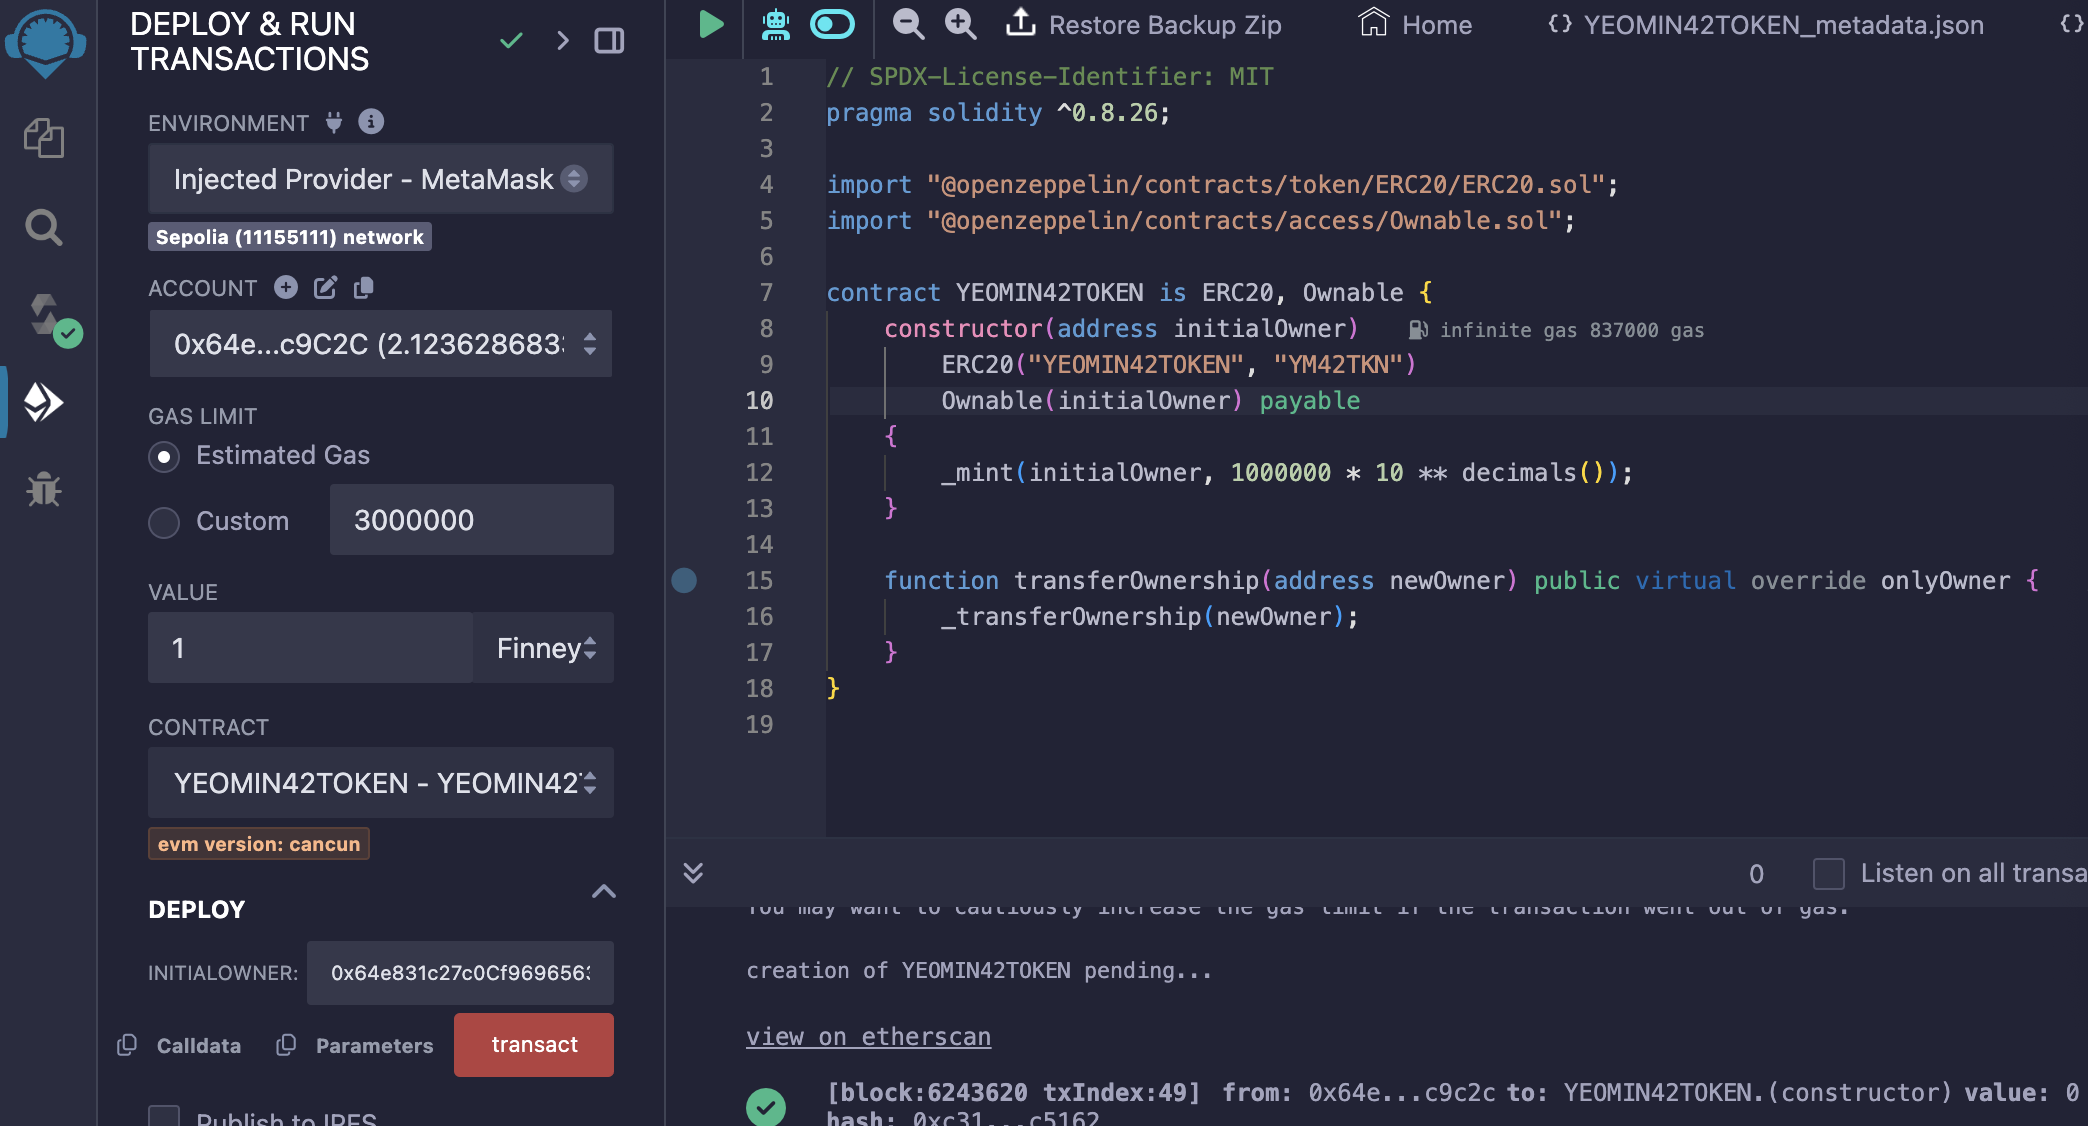 DEPLOY & RUN
TRANSACTIONS
ENVIRONMENT
Injected Provider - MetaMask
Sepolia (11155111) network
ACCOUNT
0x64e...c9C2C (2.123628683
GAS LIMIT
Estimated Gas
Custom
3000000
VALUE
1
Finney
CONTRACT
YEOMIN42TOKEN - YEOMIN42
evm version: cancun
DEPLOY
INITIALOWNER:
0x64e831c27c0Cf969656
Calldata
Parameters
transact
Publish to IPFS
Restore Backup Zip
Home
{} YEOMIN42TOKEN_metadata.json
{}
1 // SPDX-License-Identifier: MIT
2 pragma solidity ^0.8.26;
3
4 import "@openzeppelin/contracts/token/ERC20/ERC20.sol";
5 import "@openzeppelin/contracts/access/Ownable.sol";
6
7 contract YEOMIN42TOKEN is ERC20, Ownable {
8 constructor(address initialOwner) infinite gas 837000 gas
9 ERC20("YEOMIN42TOKEN", "YM42TKN")
10 Ownable(initialOwner) payable
11 {
12 _mint(initialOwner, 1000000 * 10 ** decimals());
13 }
14
15 function transferOwnership(address newOwner) public virtual override onlyOwner {
16 _transferOwnership(newOwner);
17 }
18 }
19
0
Listen on all transa
You may want to cautiously increase the gas limit if the transaction went out of gas.
creation of YEOMIN42TOKEN pending...
view on etherscan
[block:6243620 txIndex:49] from: 0x64e...c9c2c to: YEOMIN42TOKEN.(constructor) value: 0
hash: 0xc31...c5162